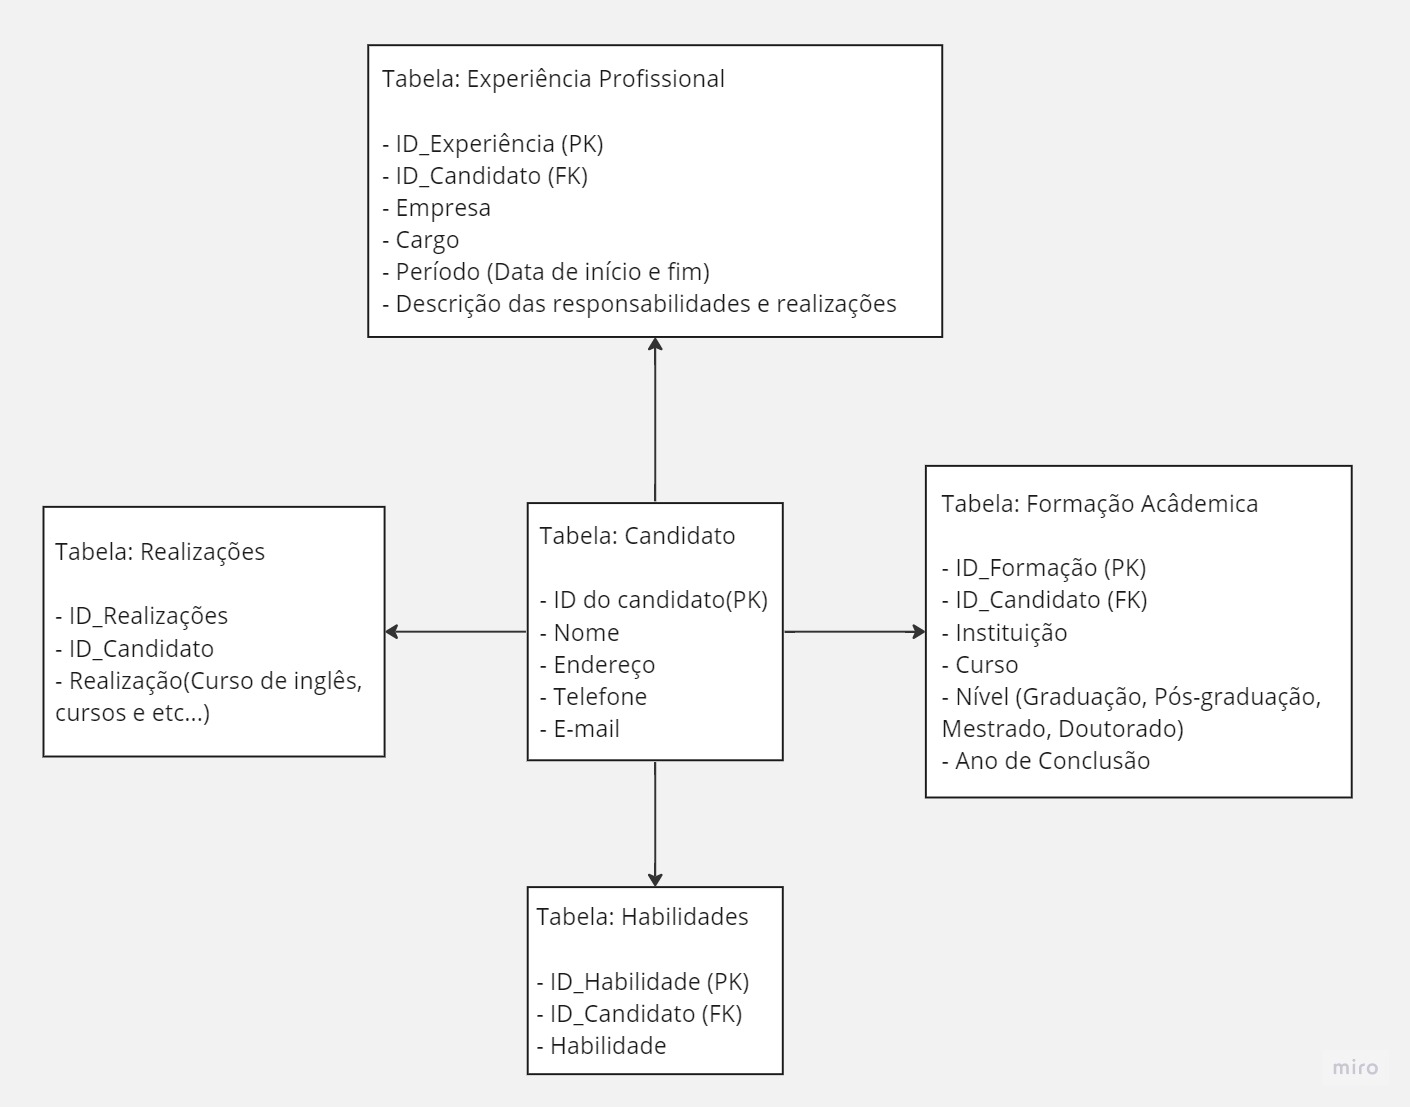 Tabela: Experiência Profissional
- ID_Experiência (PK)
- ID_Candidato (FK)
- Empresa
- Cargo
- Período (Data de início e fim)
- Descrição das responsabilidades e realizações
Tabela: Realizações
- ID_Realizações
- ID_Candidato
- Realização(Curso de inglês,
cursos e etc...)
Tabela: Candidato
- ID do candidato(PK)
- Nome
- Endereço
- Telefone
- E-mail
Tabela: Formação Acâdemica
- ID_Formação (PK)
- ID_Candidato (FK)
- Instituição
- Curso
- Nível (Graduação, Pós-graduação,
Mestrado, Doutorado)
- Ano de Conclusão
Tabela: Habilidades
- ID_Habilidade (PK)
- ID_Candidato (FK)
- Habilidade
miro